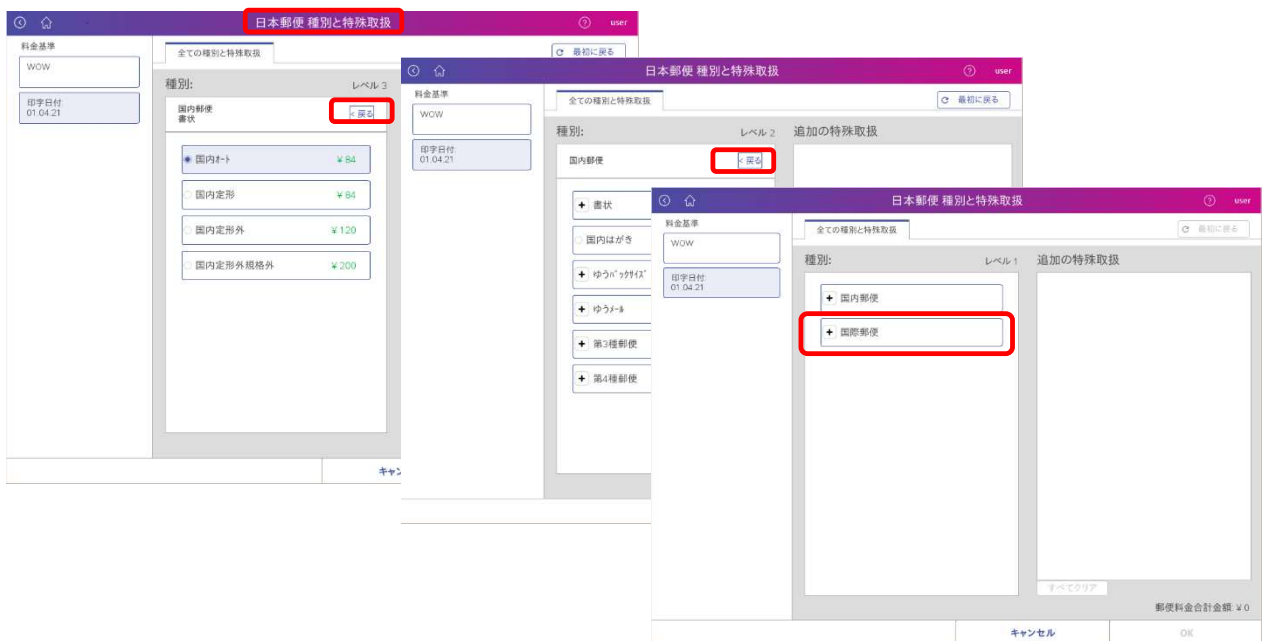 日本郵便 種別と特殊取扱
user
料金基準
WOW
印字日付:
01.04.21
全ての種別と特殊取扱
最初に戻る
種別:
レベル 3
国内郵便
書状
< 戻る
国内ｵｰﾄ
¥ 84
国内定形
¥ 84
国内定形外
¥ 120
国内定形外規格外
¥ 200
キャン
日本郵便 種別と特殊取扱
user
料金基準
WOW
印字日付:
01.04.21
全ての種別と特殊取扱
最初に戻る
種別:
レベル 2
追加の特殊取扱
国内郵便
< 戻る
+ 書状
国内はがき
+ ゆうﾊﾟｯｸｻｲｽﾞ
+ ゆうﾒｰﾙ
+ 第3種郵便
+ 第4種郵便
日本郵便 種別と特殊取扱
user
料金基準
WOW
印字日付:
01.04.21
全ての種別と特殊取扱
最初に戻る
種別:
レベル 1
追加の特殊取扱
+ 国内郵便
+ 国際郵便
すべてクリア
郵便料金合計金額: ¥ 0
キャンセル
OK